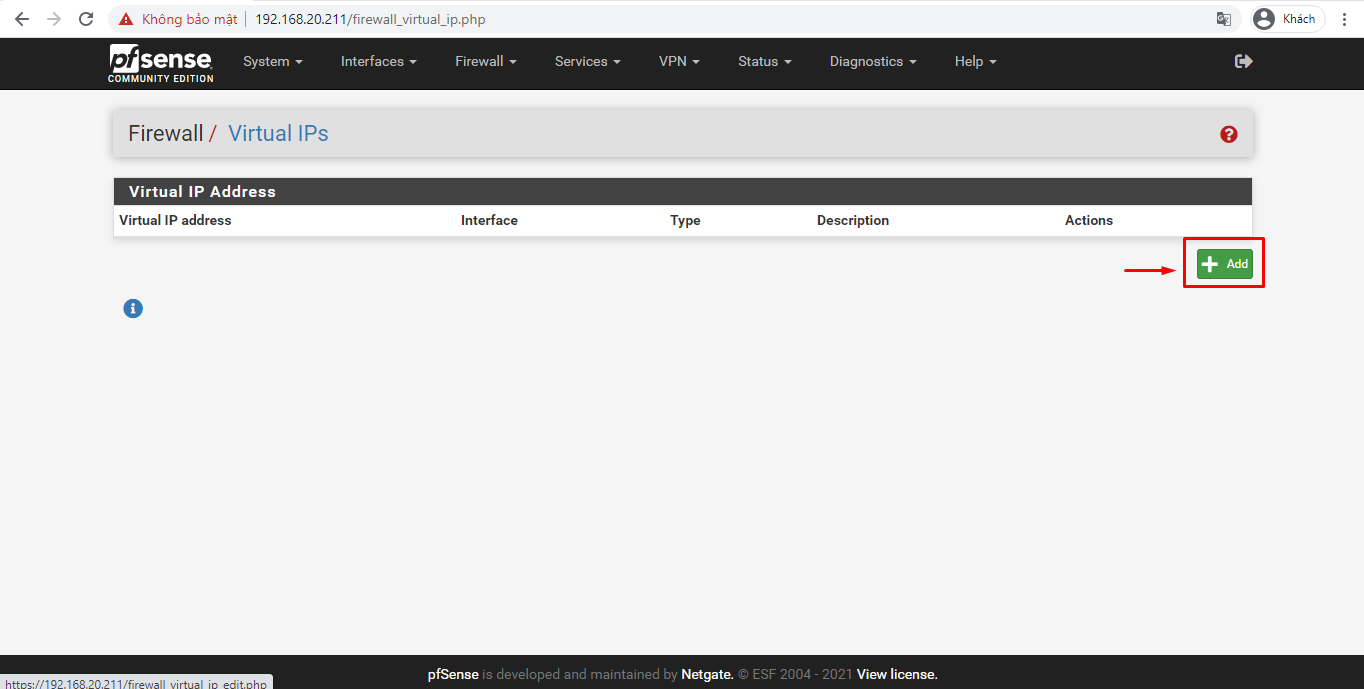 Không bảo mật 192.168.20.211/firewall_virtual_ip.php Khách
pfsense
COMMUNITY EDITION
System Interfaces Firewall Services VPN Status Diagnostics Help
Firewall / Virtual IPs
Virtual IP Address
Virtual IP address Interface Type Description Actions
Add
pfSense is developed and maintained by Netgate. © ESF 2004 - 2021 View license.
https://192.168.20.211/firewall_virtual_ip_edit.php